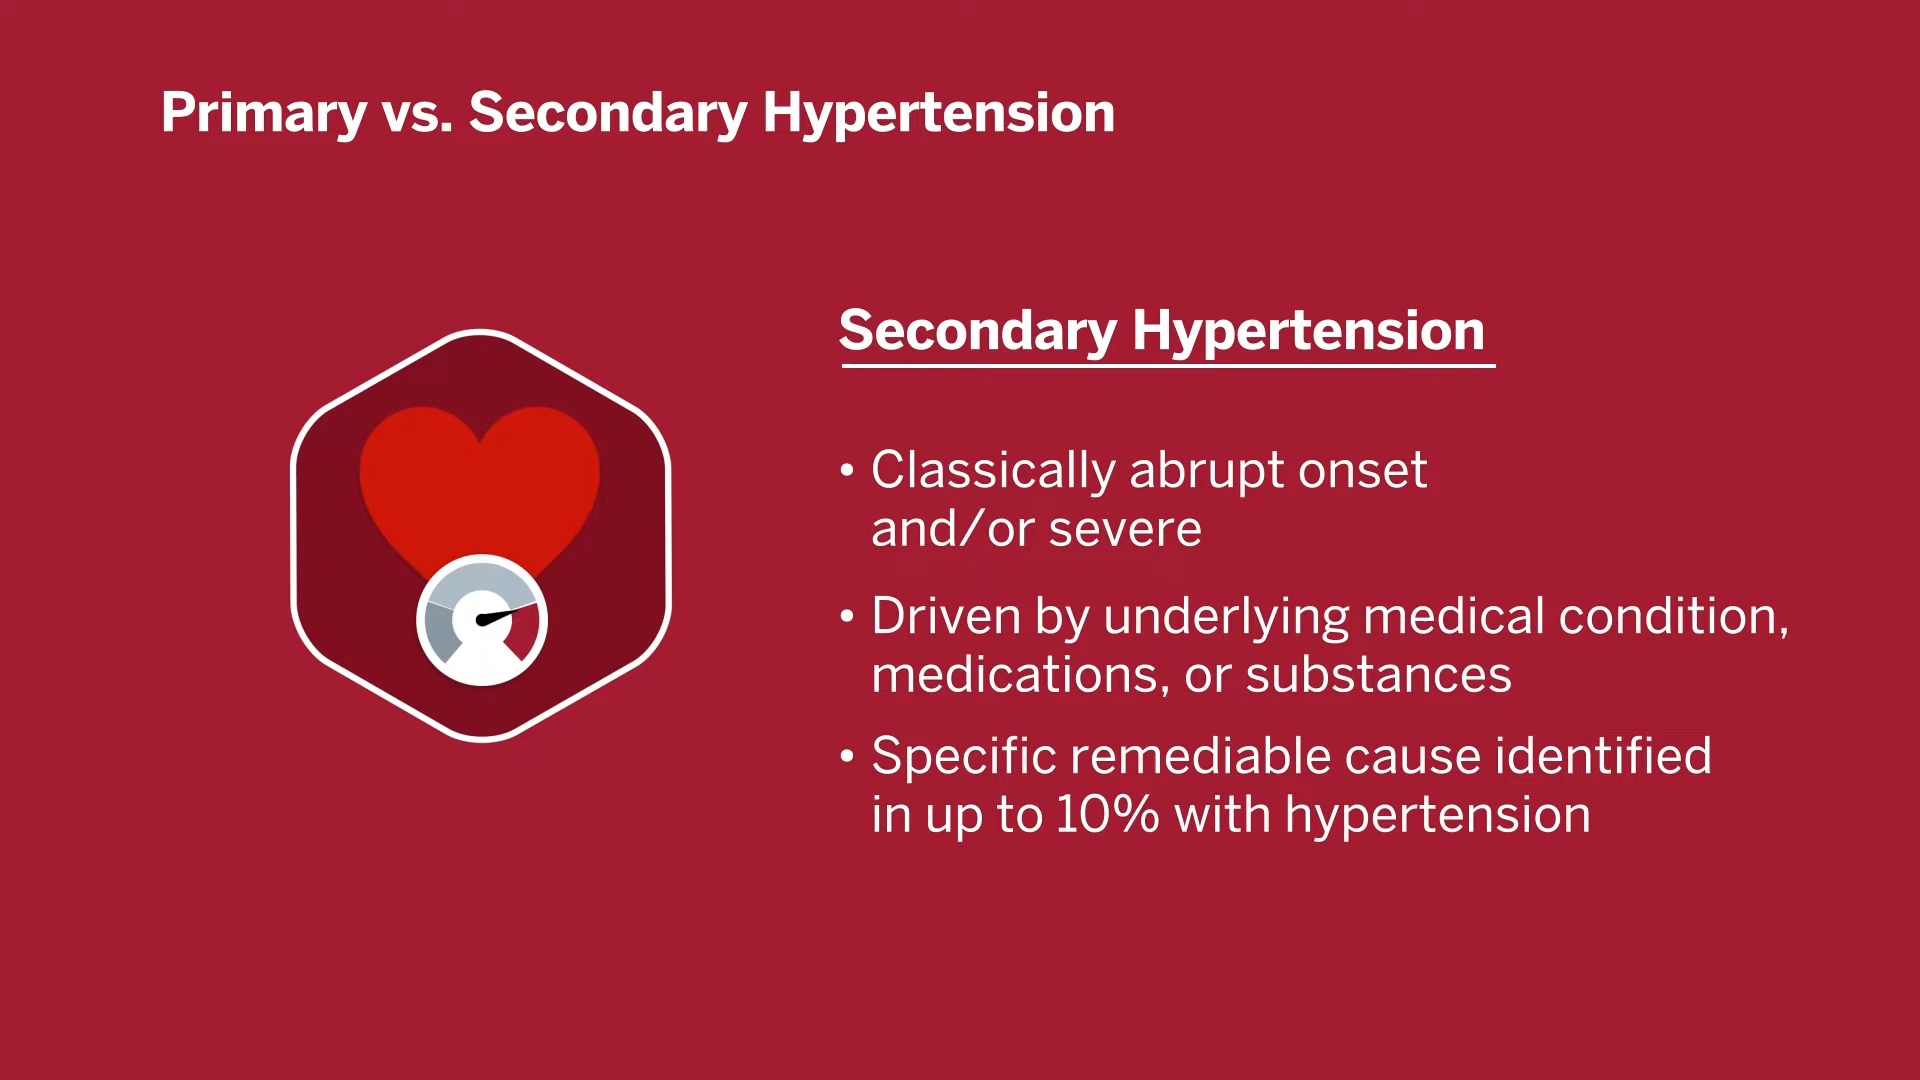 Primary vs. Secondary Hypertension
Secondary Hypertension
• Classically abrupt onset
and/or severe
• Driven by underlying medical condition,
medications, or substances
• Specific remediable cause identified
in up to 10% with hypertension